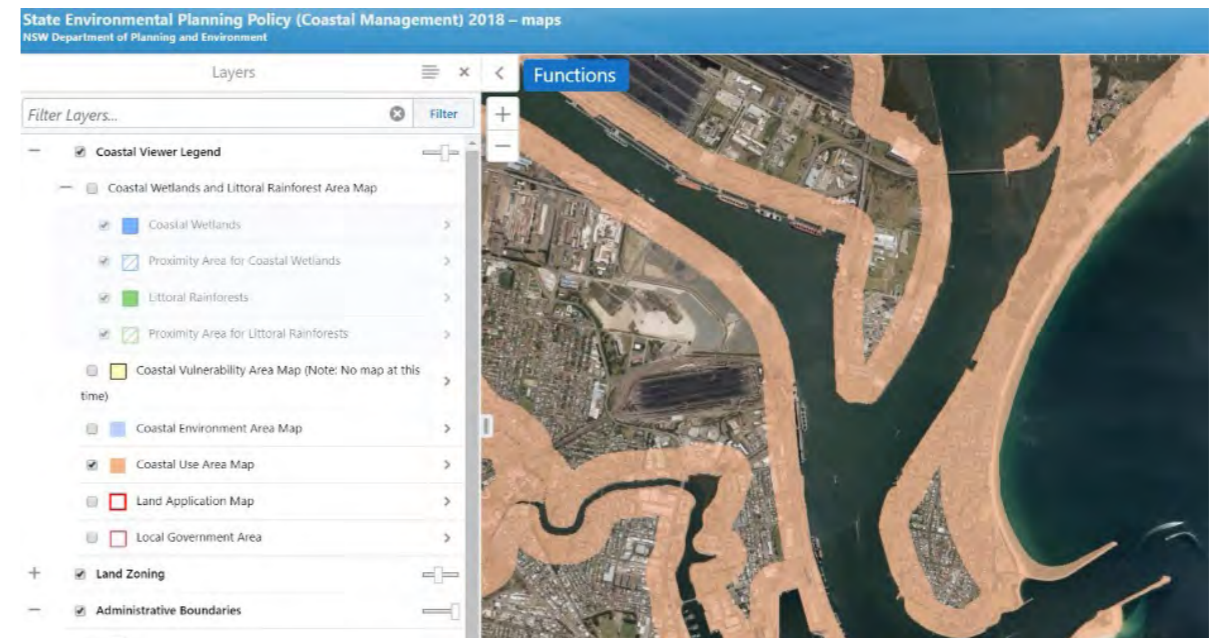 State Environmental Planning Policy (Coastal Management) 2018 – maps
NSW Department of Planning and Environment
Layers
Functions
Filter Layers...
Filter
Coastal Viewer Legend
Coastal Wetlands and Littoral Rainforest Area Map
Coastal Wetlands
Proximity Area for Coastal Wetlands
Littoral Rainforests
Proximity Area for Littoral Rainforests
Coastal Vulnerability Area Map (Note: No map at this
time)
Coastal Environment Area Map
Coastal Use Area Map
Land Application Map
Local Government Area
Land Zoning
Administrative Boundaries